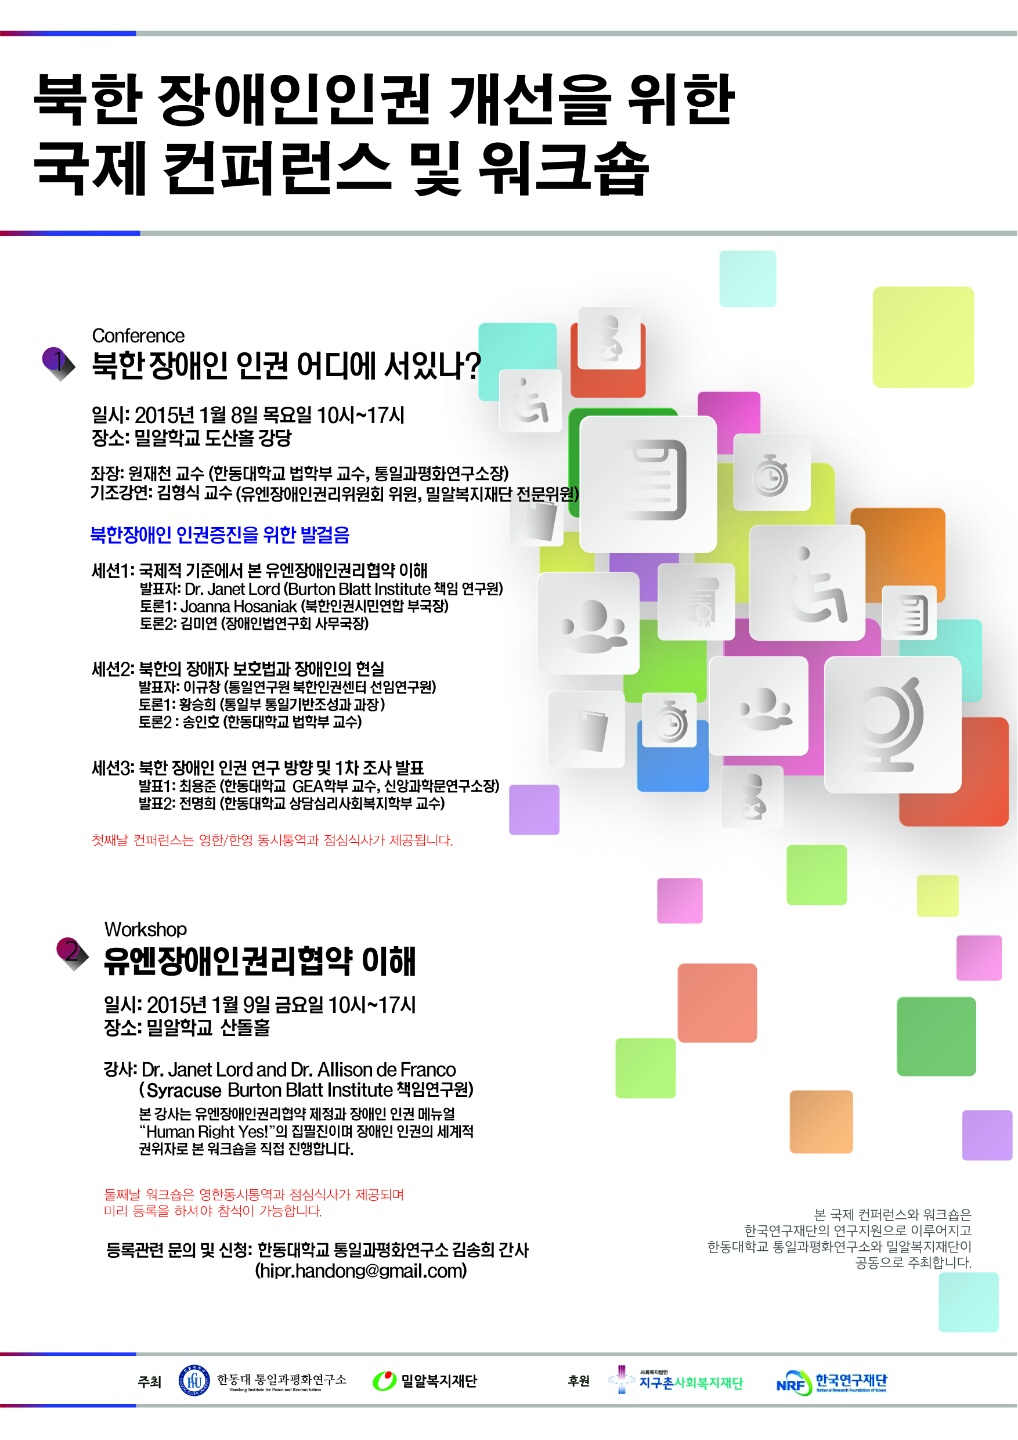 북한 장애인인권 개선을 위한
국제 컨퍼런스 및 워크숍
Conference
1 북한 장애인 인권 어디에 서있나?
일시: 2015년 1월 8일 목요일 10시~17시
장소: 밀알학교 도산홀 강당
좌장: 원재천 교수 (한동대학교 법학부 교수, 통일과평화연구소장)
기조강연: 김형식 교수 (유엔장애인권리위원회 위원, 밀알복지재단 전문위원)
북한장애인 인권증진을 위한 발걸음
세션1: 국제적 기준에서 본 유엔장애인권리협약 이해
발표자: Dr. Janet Lord (Burton Blatt Institute 책임 연구원)
토론1: Joanna Hosaniak (북한인권시민연합 부국장)
토론2: 김미연 (장애인법연구회 사무국장)
세션2: 북한의 장애자 보호법과 장애인의 현실
발표자: 이규창 (통일연구원 북한인권센터 선임연구원)
토론1: 황승희 (통일부 통일기반조성과 과장)
토론2 : 송인호 (한동대학교 법학부 교수)
세션3: 북한 장애인 인권 연구 방향 및 1차 조사 발표
발표1: 최용준 (한동대학교 GEA학부 교수, 신앙과학문연구소장)
발표2: 전명희 (한동대학교 상담심리사회복지학부 교수)
첫째날 컨퍼런스는 영한/한영 동시통역과 점심식사가 제공됩니다.
Workshop
2 유엔장애인권리협약 이해
일시: 2015년 1월 9일 금요일 10시~17시
장소: 밀알학교 산돌홀
강사: Dr. Janet Lord and Dr. Allison de Franco
( Syracuse Burton Blatt Institute 책임연구원)
본 강사는 유엔장애인권리협약 제정과 장애인 인권 메뉴얼
“Human Right Yes!”의 집필진이며 장애인 인권의 세계적
권위자로 본 워크숍을 직접 진행합니다.
둘째날 워크숍은 영한동시통역과 점심식사가 제공되며
미리 등록을 하셔야 참석이 가능합니다.
등록관련 문의 및 신청: 한동대학교 통일과평화연구소 김송희 간사
(hipr.handong@gmail.com)
본 국제 컨퍼런스와 워크숍은
한국연구재단의 연구지원으로 이루어지고
한동대학교 통일과평화연구소와 밀알복지재단이
공동으로 주최합니다.
주최 한동대 통일과평화연구소 밀알복지재단 후원 사회복지법인 지구촌사회복지재단 NRF 한국연구재단
Handong Institute for Peace and Reconciliation
National Research Foundation of Korea